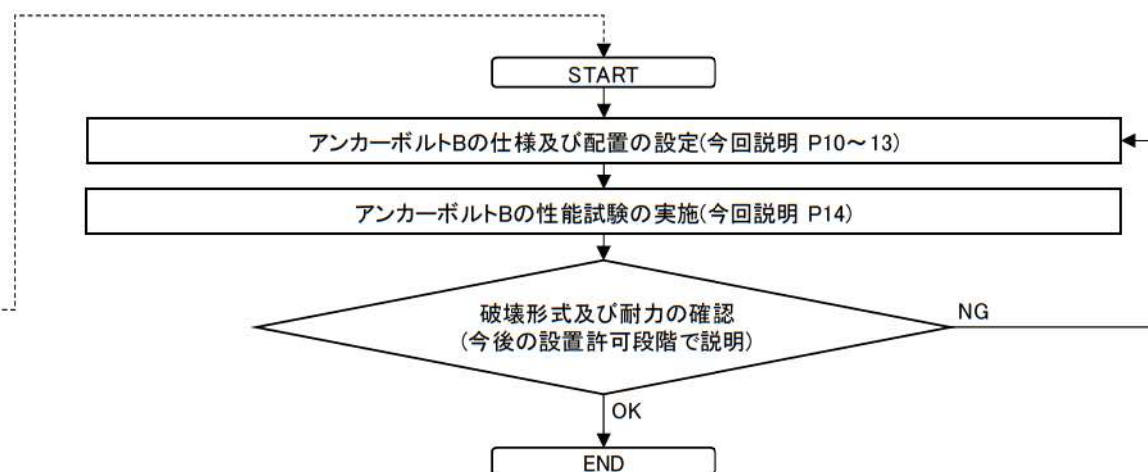 START
アンカーボルトBの仕様及び配置の設定(今回説明 P10～13)
アンカーボルトBの性能試験の実施(今回説明 P14)
破壊形式及び耐力の確認
(今後の設置許可段階で説明)
NG
OK
END